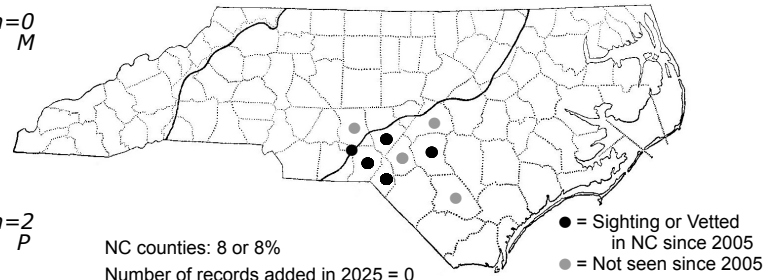 n=0
M
n=2
P
NC counties: 8 or 8%
Number of records added in 2025 = 0
● = Sighting or Vetted
in NC since 2005
● = Not seen since 2005